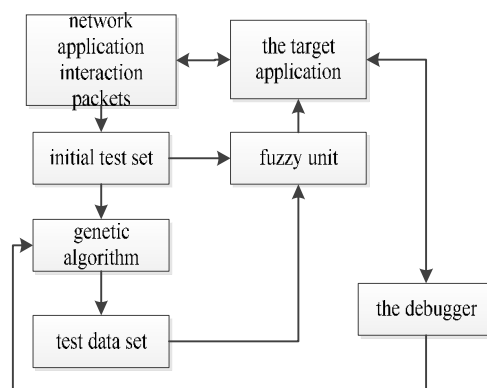 network
application
interaction
packets
the target
application
initial test set
fuzzy unit
genetic
algorithm
the debugger
test data set